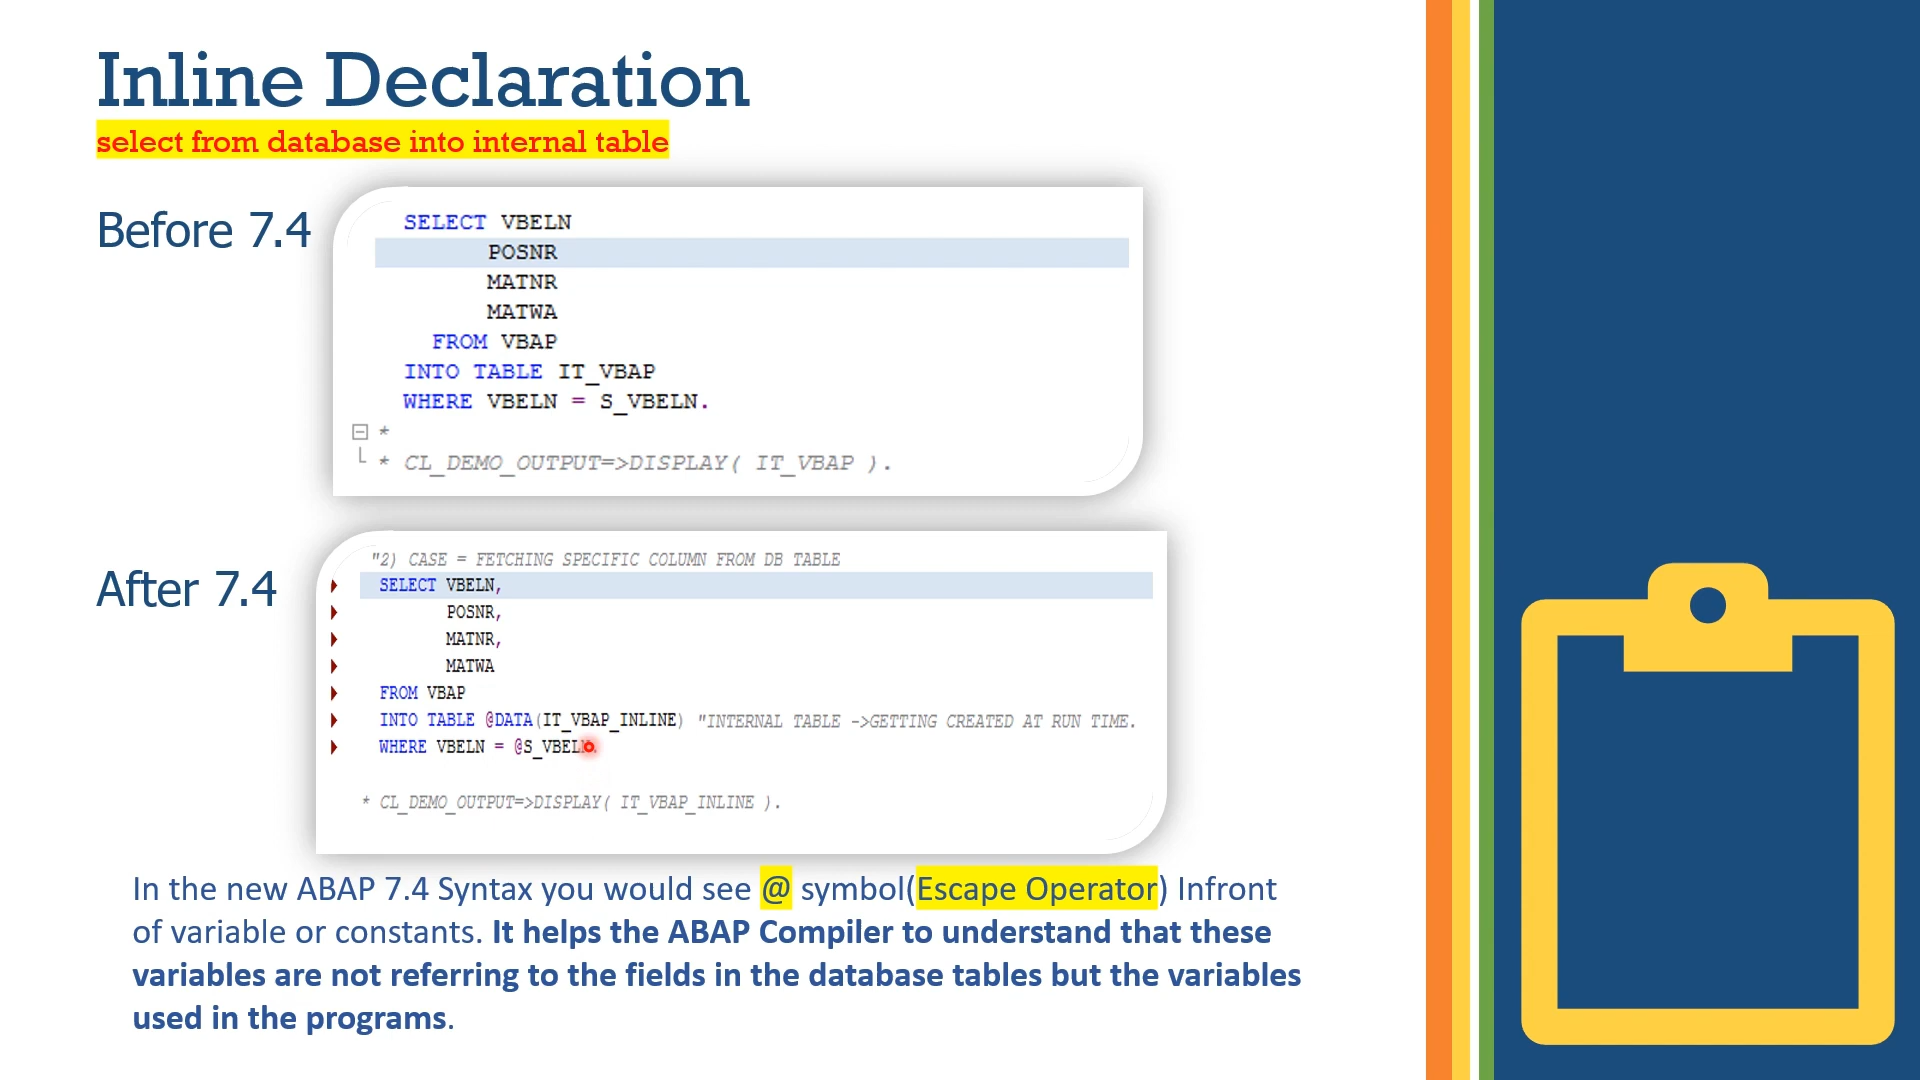 Inline Declaration
select from database into internal table
Before 7.4
SELECT VBELN
POSNR
MATNR
MATWA
FROM VBAP
INTO TABLE IT_VBAP
WHERE VBELN = S_VBELN.
*
* CL_DEMO_OUTPUT=>DISPLAY( IT_VBAP ).
After 7.4
"2) CASE = FETCHING SPECIFIC COLUMN FROM DB TABLE
SELECT VBELN,
POSNR,
MATNR,
MATWA
FROM VBAP
INTO TABLE @DATA(IT_VBAP_INLINE) "INTERNAL TABLE ->GETTING CREATED AT RUN TIME.
WHERE VBELN = @S_VBELN.
* CL_DEMO_OUTPUT=>DISPLAY( IT_VBAP_INLINE ).
In the new ABAP 7.4 Syntax you would see @ symbol(Escape Operator) Infront
of variable or constants. It helps the ABAP Compiler to understand that these
variables are not referring to the fields in the database tables but the variables
used in the programs.